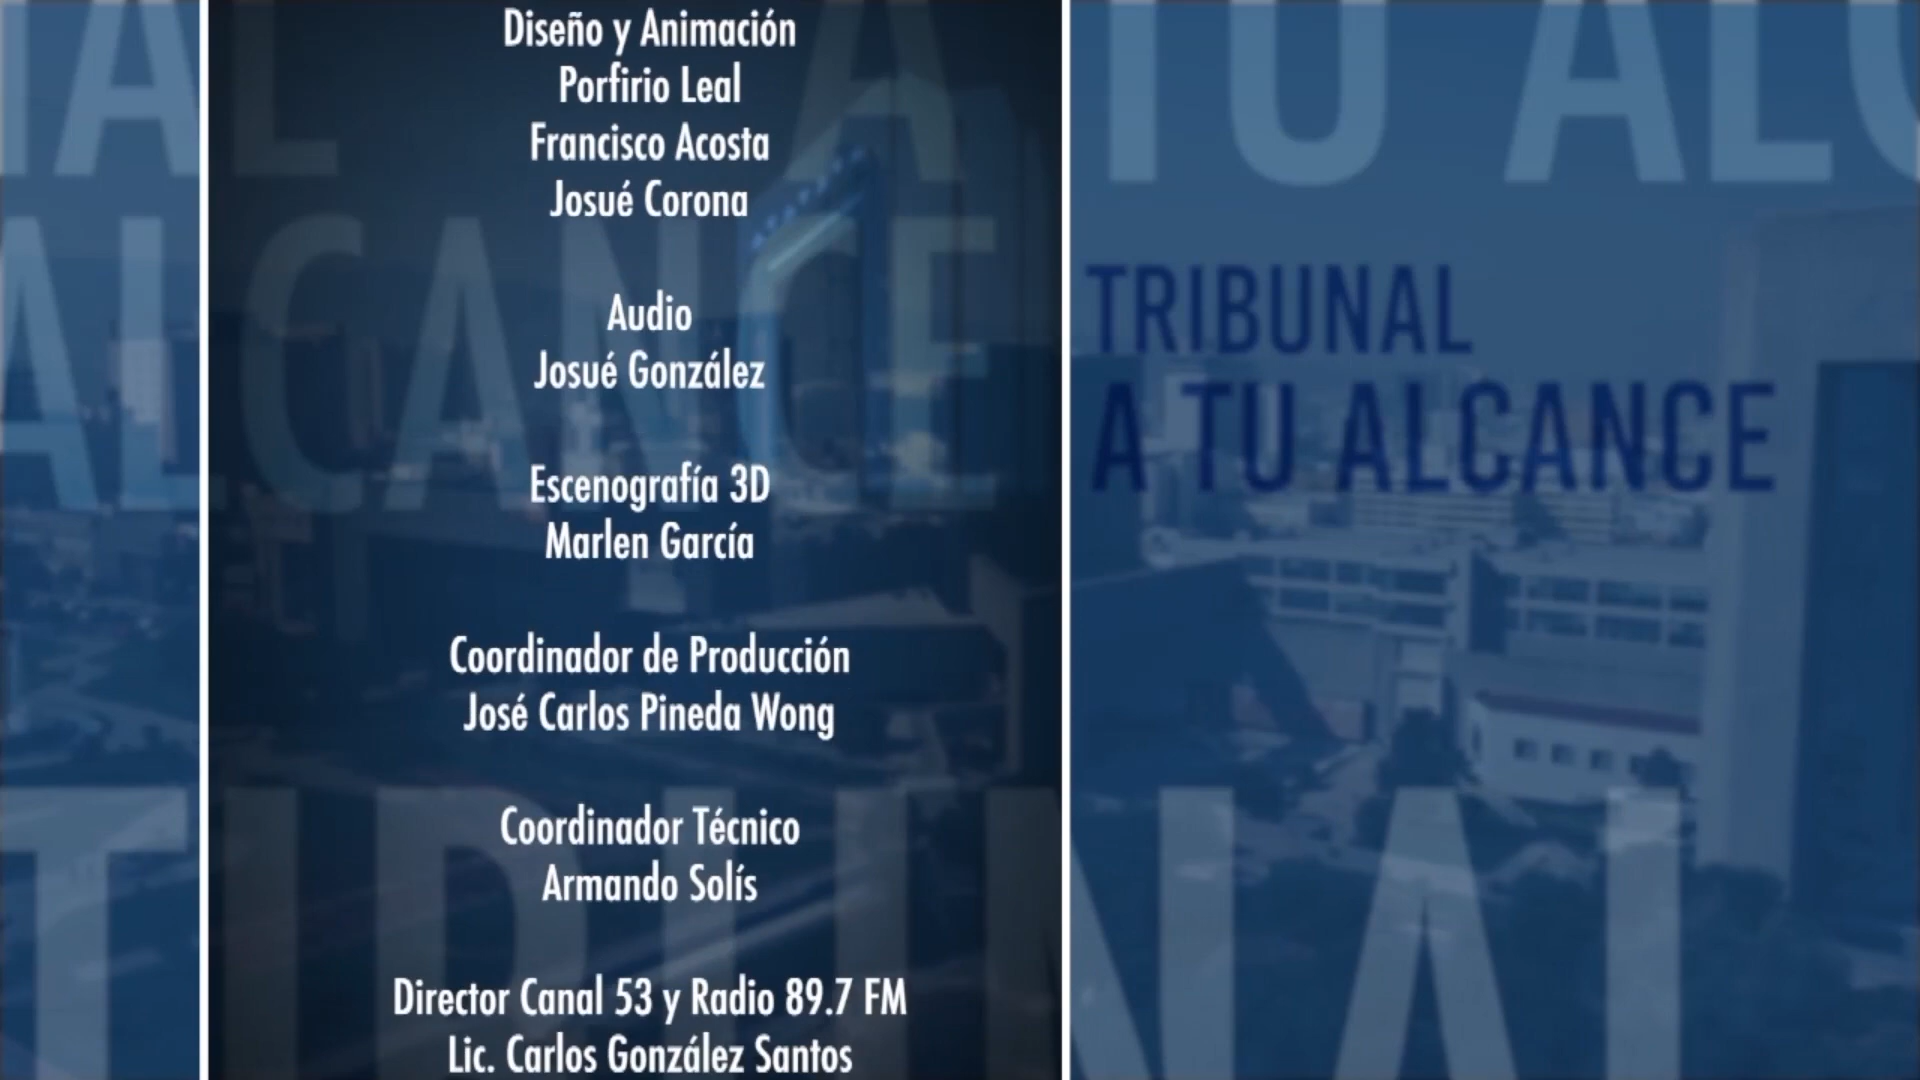 Diseño y Animación
Porfirio Leal
Francisco Acosta
Josué Corona
Audio
Josué González
Escenografía 3D
Marlen García
Coordinador de Producción
José Carlos Pineda Wong
Coordinador Técnico
Armando Solís
Director Canal 53 y Radio 89.7 FM
Lic. Carlos González Santos
TRIBUNAL
A TU ALCANCE